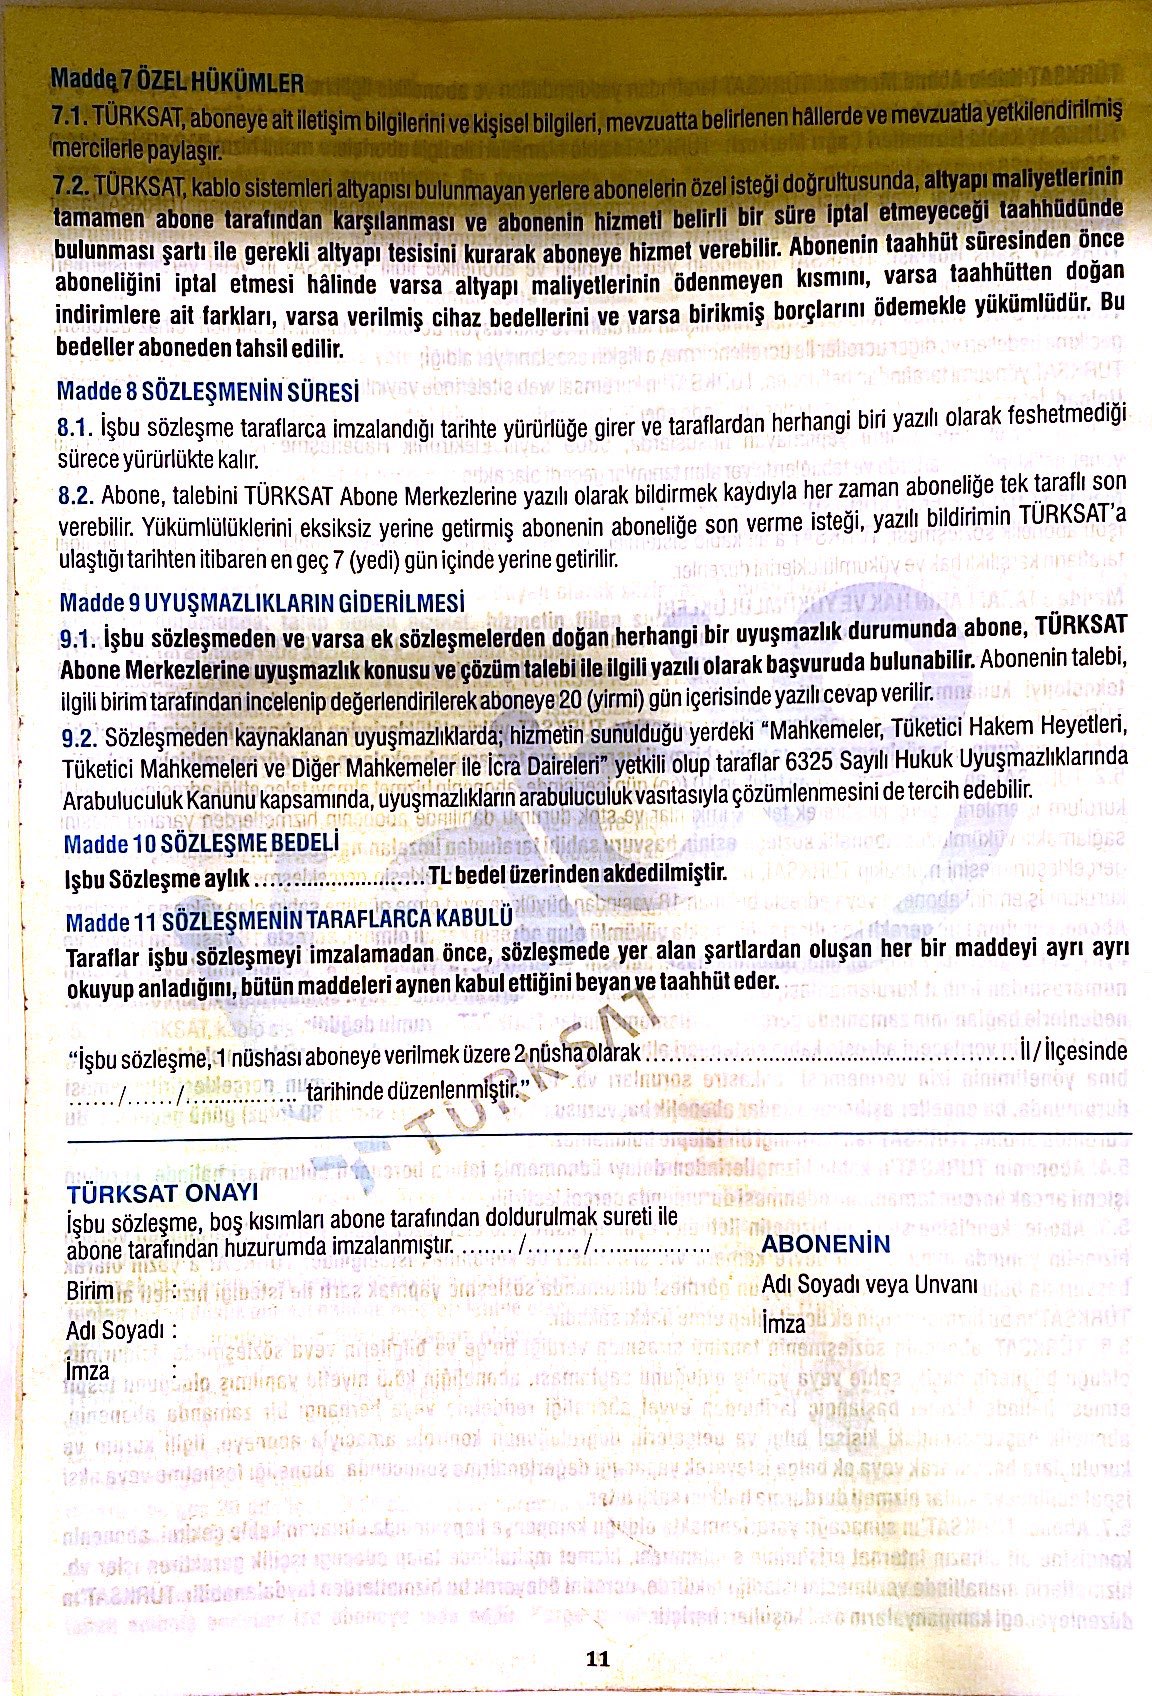 Madde 7 ÖZEL HÜKÜMLER
7.1. TÜRKSAT, aboneye ait iletişim bilgilerini ve kişisel bilgileri, mevzuatta belirlenen hâllerde ve mevzuatla yetkilendirilmiş
mercilerle paylaşır.
7.2. TÜRKSAT, kablo sistemleri altyapısı bulunmayan yerlere abonelerin özel isteği doğrultusunda, altyapı maliyetlerinin
tamamen abone tarafından karşılanması ve abonenin hizmeti belirli bir süre iptal etmeyeceği taahhüdünde
bulunması şartı ile gerekli altyapı tesisini kurarak aboneye hizmet verebilir. Abonenin taahhüt süresinden önce
aboneliğini iptal etmesi hâlinde varsa altyapı maliyetlerinin ödenmeyen kısmını, varsa taahhütten doğan
indirimlere ait farkları, varsa verilmiş cihaz bedellerini ve varsa birikmiş borçlarını ödemekle yükümlüdür. Bu
bedeller aboneden tahsil edilir.
Madde 8 SÖZLEŞMENİN SÜRESİ
8.1. İşbu sözleşme taraflarca imzalandığı tarihte yürürlüğe girer ve taraflardan herhangi biri yazılı olarak feshetmediği
sürece yürürlükte kalır.
8.2. Abone, talebini TÜRKSAT Abone Merkezlerine yazılı olarak bildirmek kaydıyla her zaman aboneliğe tek taraflı son
verebilir. Yükümlülüklerini eksiksiz yerine getirmiş abonenin aboneliğe son verme isteği, yazılı bildirimin TÜRKSAT'a
ulaştığı tarihten itibaren en geç 7 (yedi) gün içinde yerine getirilir.
Madde 9 UYUŞMAZLIKLARIN GİDERİLMESİ
9.1. İşbu sözleşmeden ve varsa ek sözleşmelerden doğan herhangi bir uyuşmazlık durumunda abone, TÜRKSAT
Abone Merkezlerine uyuşmazlık konusu ve çözüm talebi ile ilgili yazılı olarak başvuruda bulunabilir. Abonenin talebi,
ilgili birim tarafından incelenip değerlendirilerek aboneye 20 (yirmi) gün içerisinde yazılı cevap verilir.
9.2. Sözleşmeden kaynaklanan uyuşmazlıklarda; hizmetin sunulduğu yerdeki “Mahkemeler, Tüketici Hakem Heyetleri,
Tüketici Mahkemeleri ve Diğer Mahkemeler ile İcra Daireleri” yetkili olup taraflar 6325 Sayılı Hukuk Uyuşmazlıklarında
Arabuluculuk Kanunu kapsamında, uyuşmazlıkların arabuluculuk vasıtasıyla çözümlenmesini de tercih edebilir.
Madde 10 SÖZLEŞME BEDELİ
İşbu Sözleşme aylık ......................... TL bedel üzerinden akdedilmiştir.
Madde 11 SÖZLEŞMENİN TARAFLARCA KABULÜ
Taraflar işbu sözleşmeyi imzalamadan önce, sözleşmede yer alan şartlardan oluşan her bir maddeyi ayrı ayrı
okuyup anladığını, bütün maddeleri aynen kabul ettiğini beyan ve taahhüt eder.
TÜRKSAT
“İşbu sözleşme, 1 nüshası aboneye verilmek üzere 2 nüsha olarak ...................................................... İl / İlçesinde
....... /....... /................. tarihinde düzenlenmiştir.”
TÜRKSAT ONAYI
İşbu sözleşme, boş kısımları abone tarafından doldurulmak sureti ile
abone tarafından huzurumda imzalanmıştır. ....... /....... /.................
Birim :
Adı Soyadı :
İmza :
ABONENİN
Adı Soyadı veya Unvanı
İmza
11